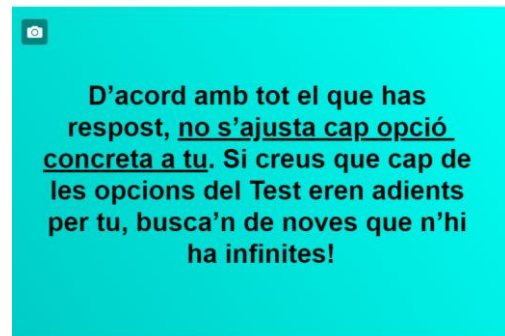 D’acord amb tot el que has
respost, no s’ajusta cap opció
concreta a tu. Si creus que cap de
les opcions del Test eren adients
per tu, busca’n de noves que n’hi
ha infinites!